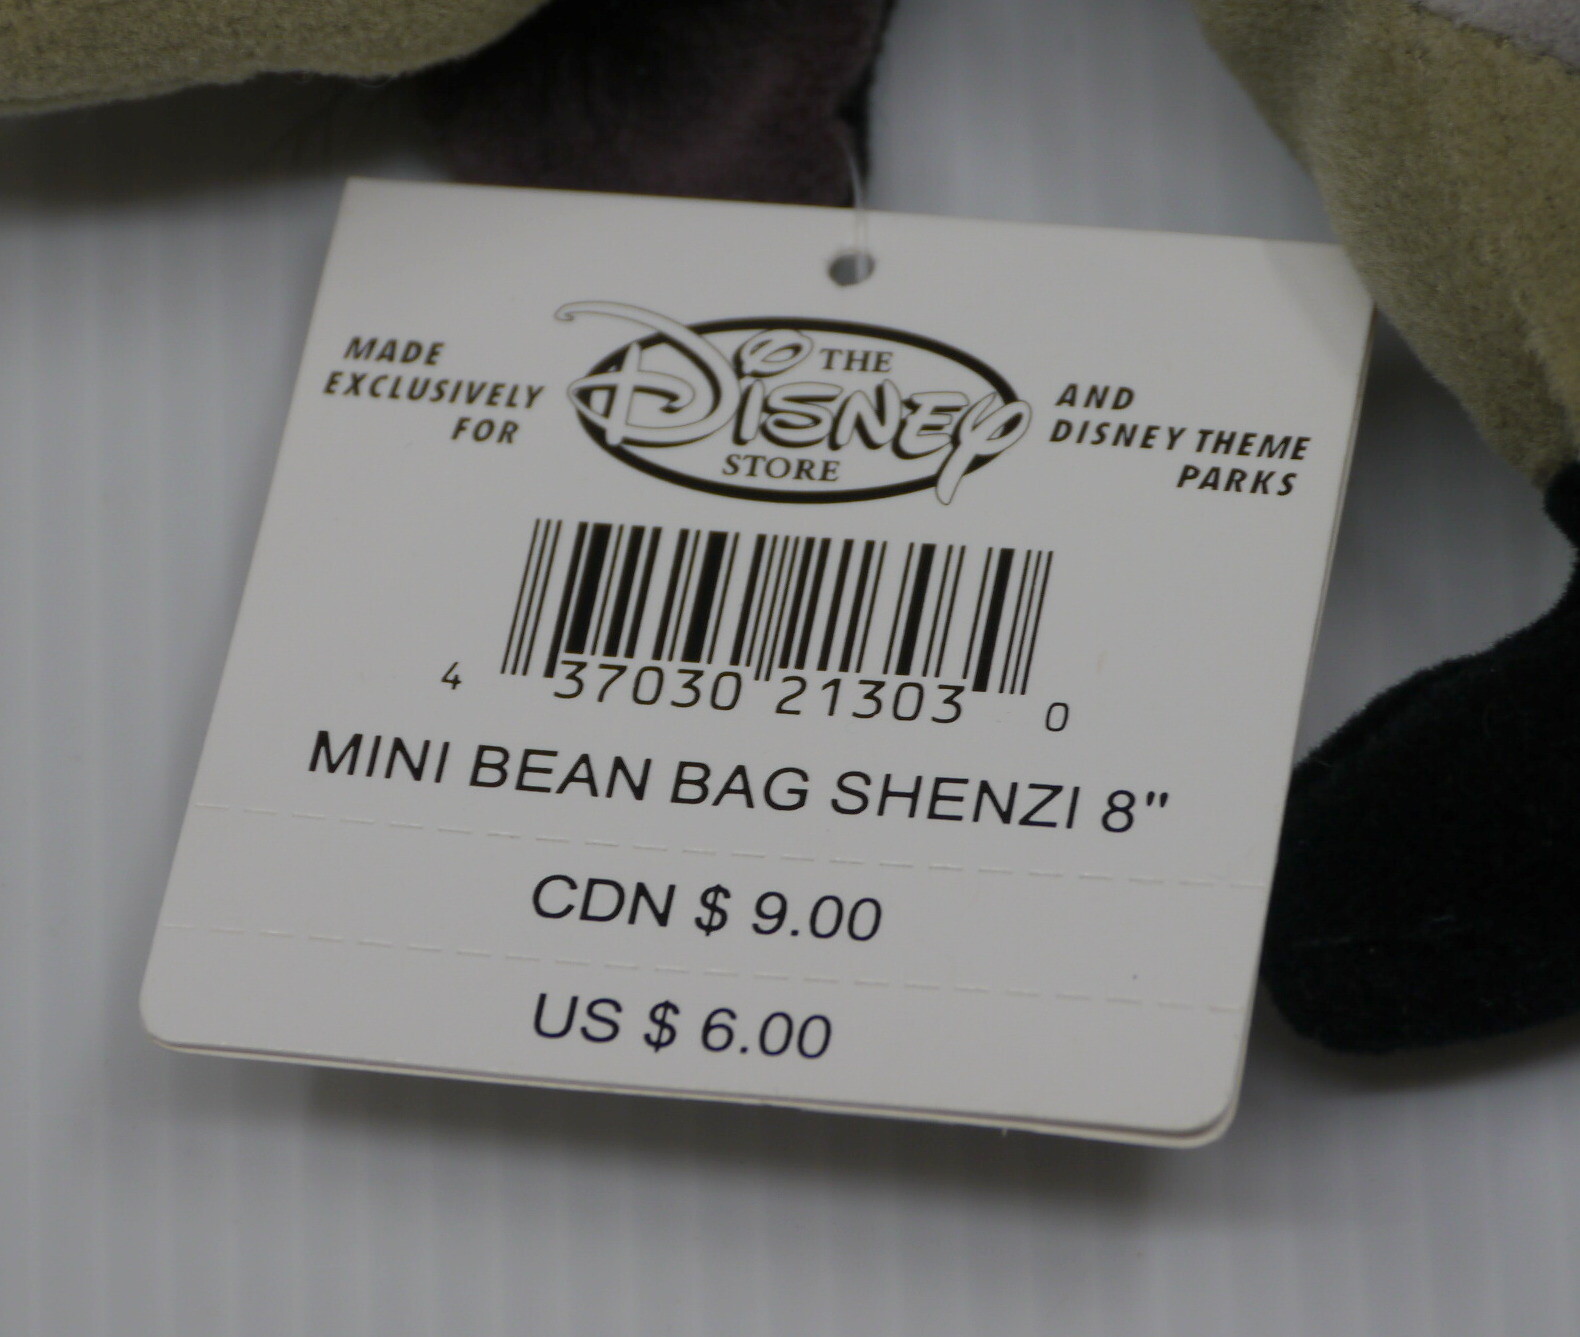 MADE
EXCLUSIVELY
FOR
THE
Disney
STORE
AND
DISNEY THEME
PARKS
4 37030 21303 0
MINI BEAN BAG SHENZI 8"
CDN $ 9.00
US $ 6.00